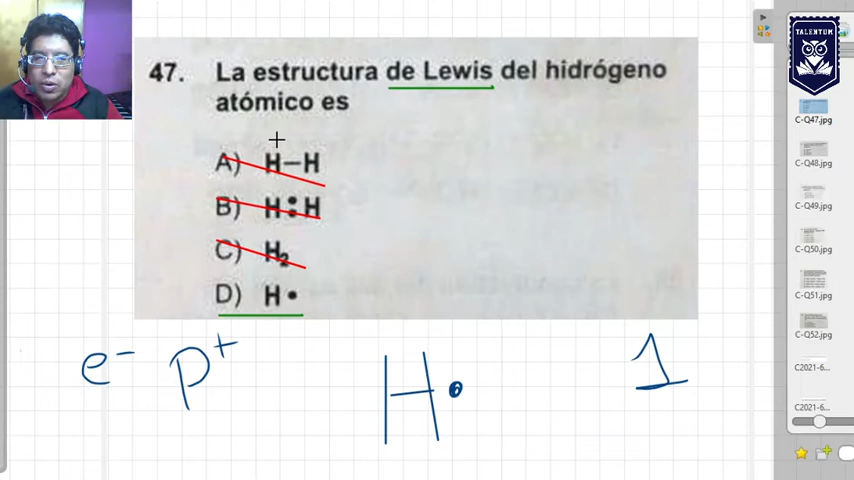 TALENTUM
47. La estructura de Lewis del hidrógeno
atómico es
A) H–H
B) H:H
C) H₂
D) H•
e⁻ p⁺ H• 1
C-Q47.jpg
C-Q48.jpg
C-Q49.jpg
C-Q50.jpg
C-Q51.jpg
C-Q52.jpg
C2021-6...
C2021-6...